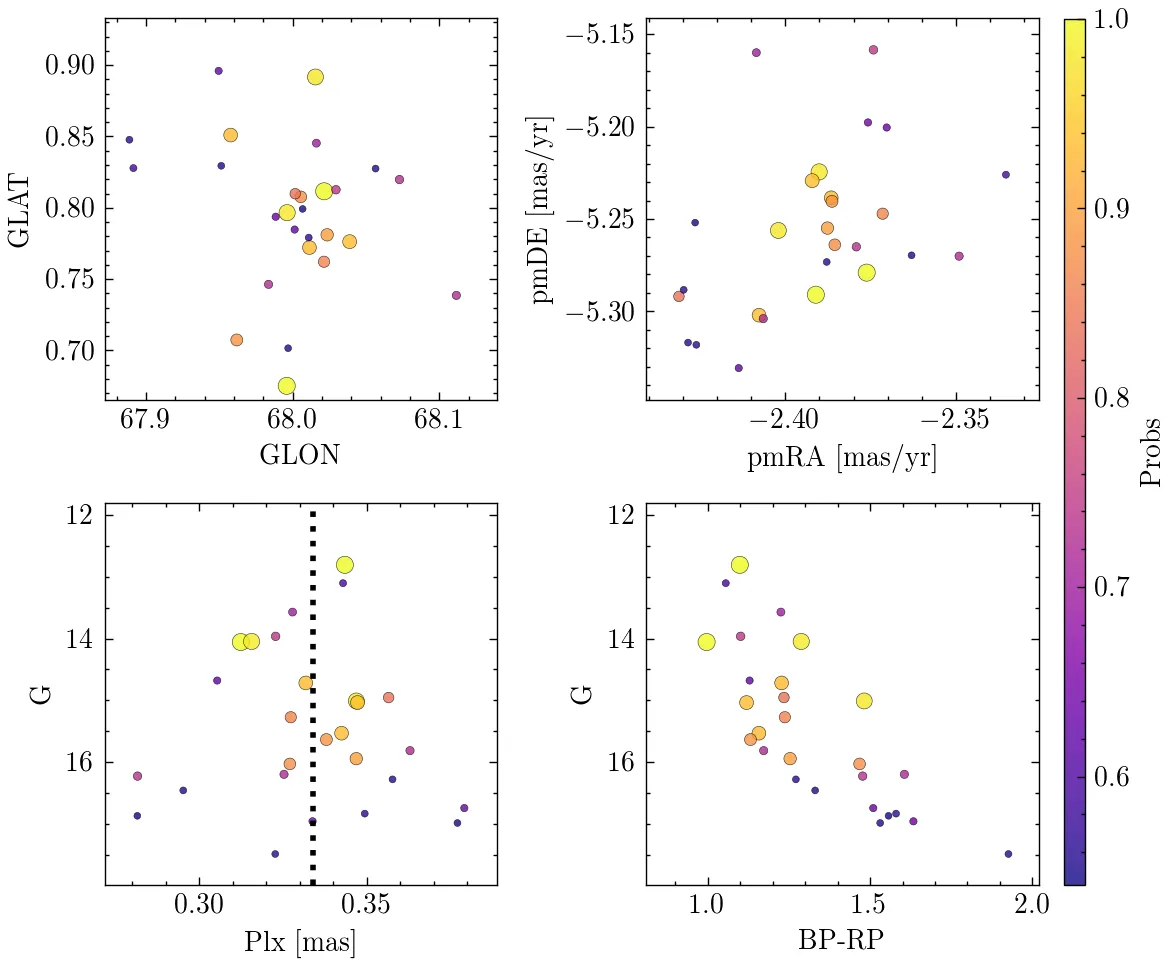 0.90
0.85
0.80
0.75
0.70
GLAT
67.9 68.0 68.1
GLON
−5.15
−5.20
−5.25
−5.30
pmDE [mas/yr]
−2.40 −2.35
pmRA [mas/yr]
12
14
16
G
0.30 0.35
Plx [mas]
12
14
16
G
1.0 1.5 2.0
BP-RP
1.0
0.9
0.8
0.7
0.6
Probs